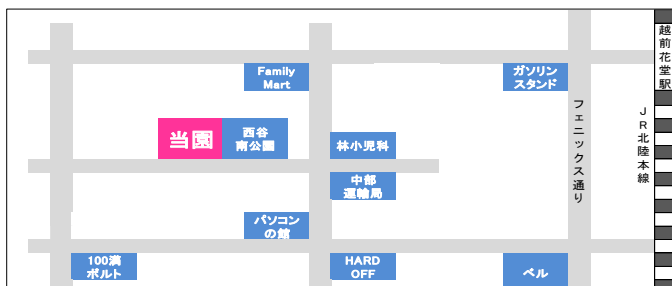 越前花堂駅
Family
Mart
ガソリン
スタンド
フェニックス通り
JR北陸本線
当園
西谷
南公園
林小児科
中部
運輸局
パソコン
の館
100満
ボルト
HARD
OFF
ベル